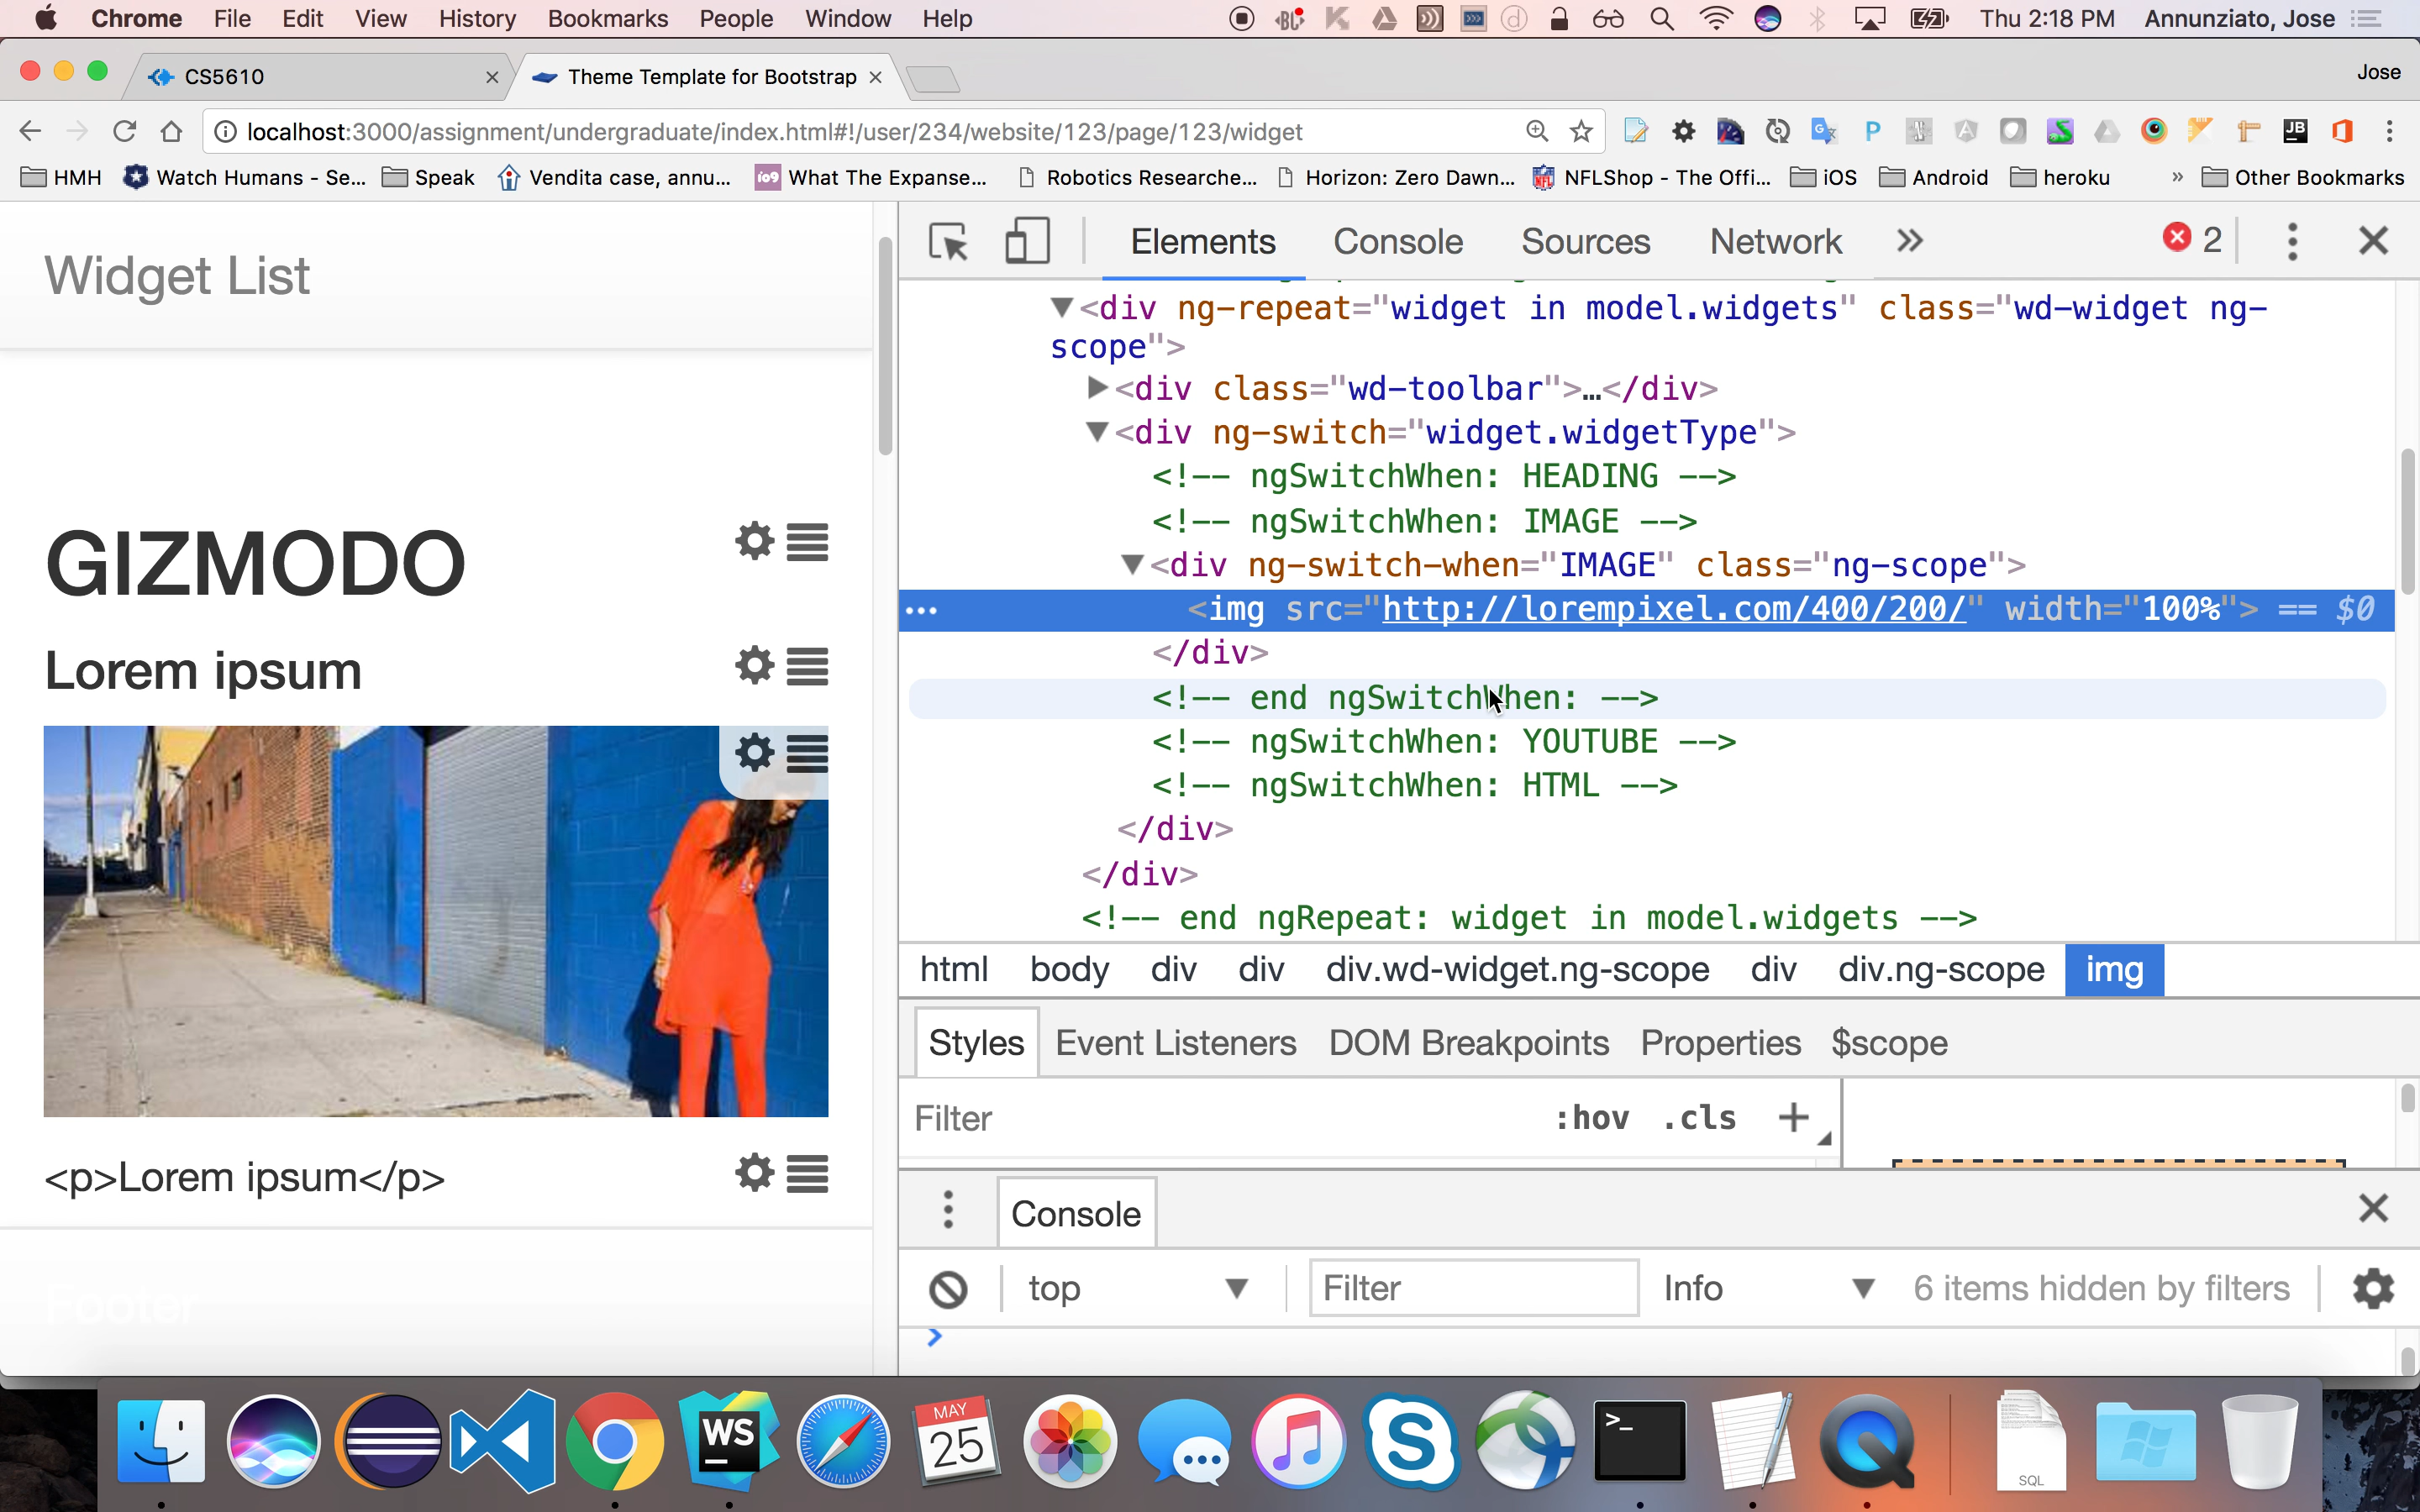 Chrome File Edit View History Bookmarks People Window Help Thu 2:18 PM Annunziato, Jose
CS5610 Theme Template for Bootstrap Jose
localhost:3000/assignment/undergraduate/index.html#!/user/234/website/123/page/123/widget
HMH Watch Humans - Se... Speak Vendita case, annu... io9 What The Expanse... Robotics Researche... Horizon: Zero Dawn... NFLShop - The Offi... iOS Android heroku » Other Bookmarks
Widget List
GIZMODO
Lorem ipsum
<p>Lorem ipsum</p>
Footer
Elements Console Sources Network » 2
<div ng-repeat="widget in model.widgets" class="wd-widget ng-
scope">
<div class="wd-toolbar">…</div>
<div ng-switch="widget.widgetType">
<!-- ngSwitchWhen: HEADING -->
<!-- ngSwitchWhen: IMAGE -->
<div ng-switch-when="IMAGE" class="ng-scope">
... <img src="http://lorempixel.com/400/200/" width="100%"> == $0
</div>
<!-- end ngSwitchWhen: -->
<!-- ngSwitchWhen: YOUTUBE -->
<!-- ngSwitchWhen: HTML -->
</div>
</div>
<!-- end ngRepeat: widget in model.widgets -->
html body div div div.wd-widget.ng-scope div div.ng-scope img
Styles Event Listeners DOM Breakpoints Properties $scope
Filter :hov .cls +
Console
top Filter Info 6 items hidden by filters
>
WS MAY 25 S >_ SQL